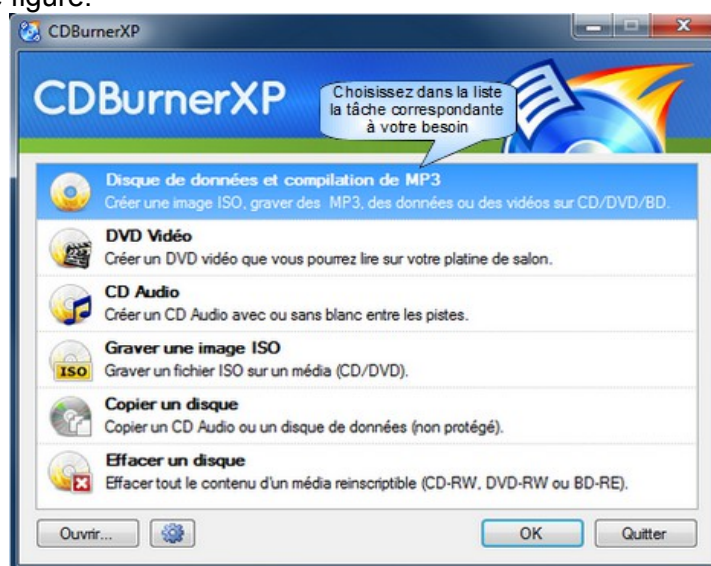 figure.
CDBurnerXP
CDBurnerXP
Choisissez dans la liste
la tâche correspondante
à votre besoin
Disque de données et compilation de MP3
Créer une image ISO, graver des MP3, des données ou des vidéos sur CD/DVD/BD.
DVD Vidéo
Créer un DVD vidéo que vous pourrez lire sur votre platine de salon.
CD Audio
Créer un CD Audio avec ou sans blanc entre les pistes.
Graver une image ISO
ISO
Graver un fichier ISO sur un média (CD/DVD).
Copier un disque
Copier un CD Audio ou un disque de données (non protégé).
Effacer un disque
Effacer tout le contenu d'un média reinscriptible (CD-RW, DVD-RW ou BD-RE).
Ouvrir... OK Quitter